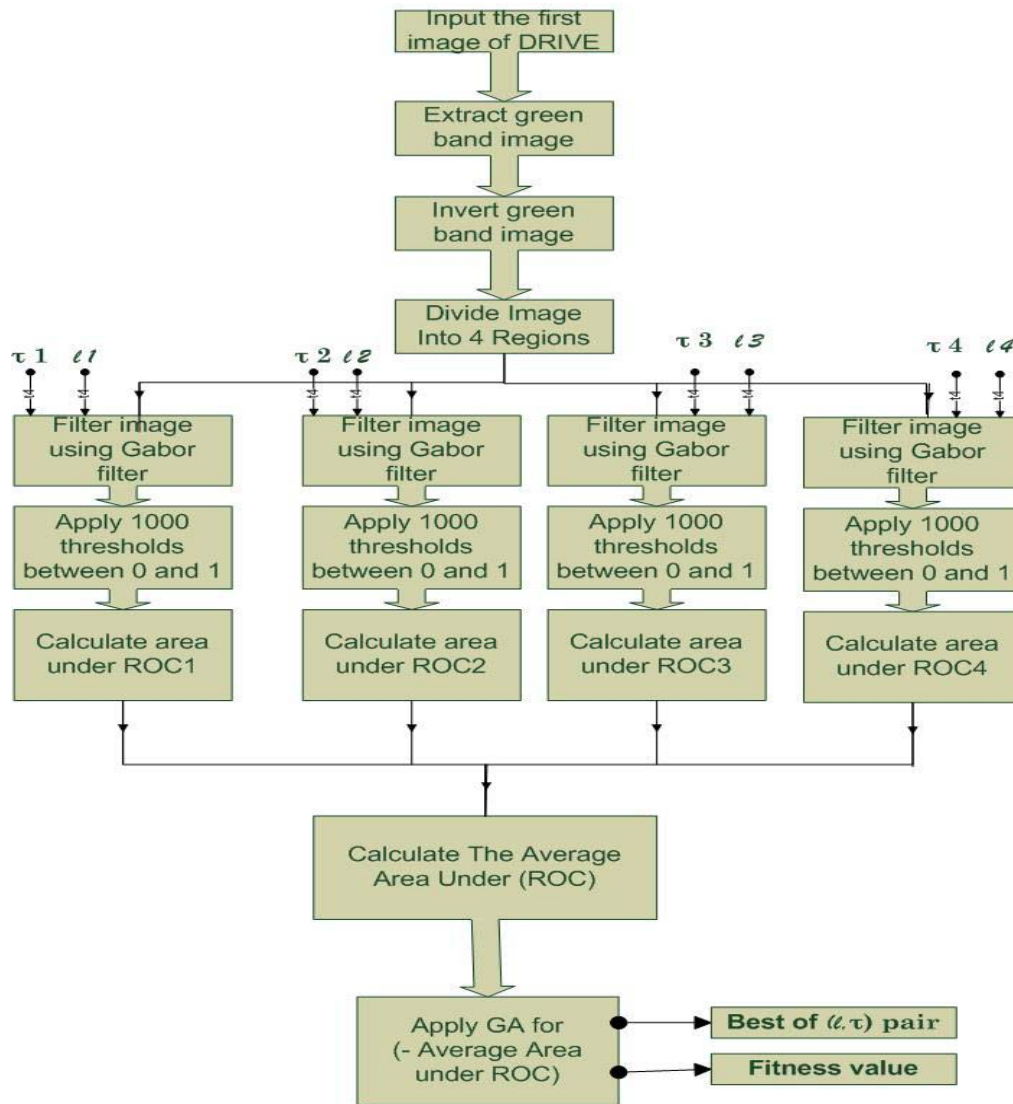 Input the first
image of DRIVE
Extract green
band image
Invert green
band image
Divide Image
Into 4 Regions
τ 1 ℓ1
τ 2 ℓ2
τ 3 ℓ3
τ 4 ℓ4
Filter image
using Gabor
filter
Filter image
using Gabor
filter
Filter image
using Gabor
filter
Filter image
using Gabor
filter
Apply 1000
thresholds
between 0 and 1
Apply 1000
thresholds
between 0 and 1
Apply 1000
thresholds
between 0 and 1
Apply 1000
thresholds
between 0 and 1
Calculate area
under ROC1
Calculate area
under ROC2
Calculate area
under ROC3
Calculate area
under ROC4
Calculate The Average
Area Under (ROC)
Apply GA for
(- Average Area
under ROC)
Best of (ℓ,τ) pair
Fitness value